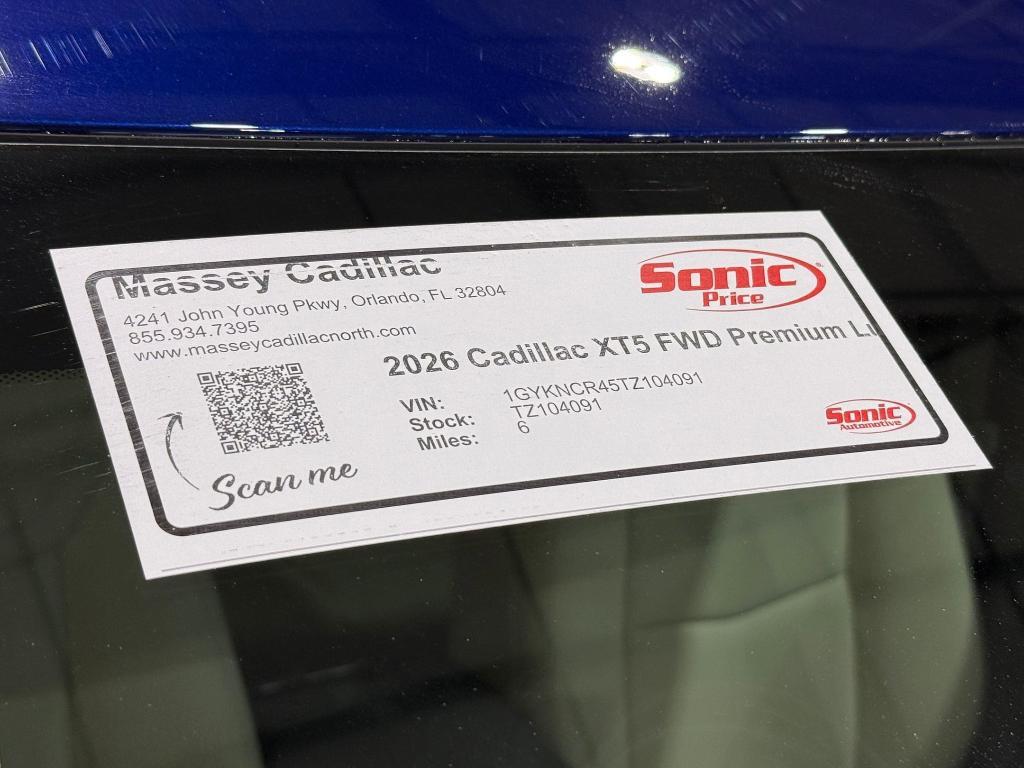 Massey Cadillac
4241 John Young Pkwy, Orlando, FL 32804
855.934.7395
www.masseycadillacnorth.com
Sonic
Price
2026 Cadillac XT5 FWD Premium Lu
VIN: 1GYKNCR45TZ104091
Stock: TZ104091
Miles: 6
Scan me
Sonic
Automotive